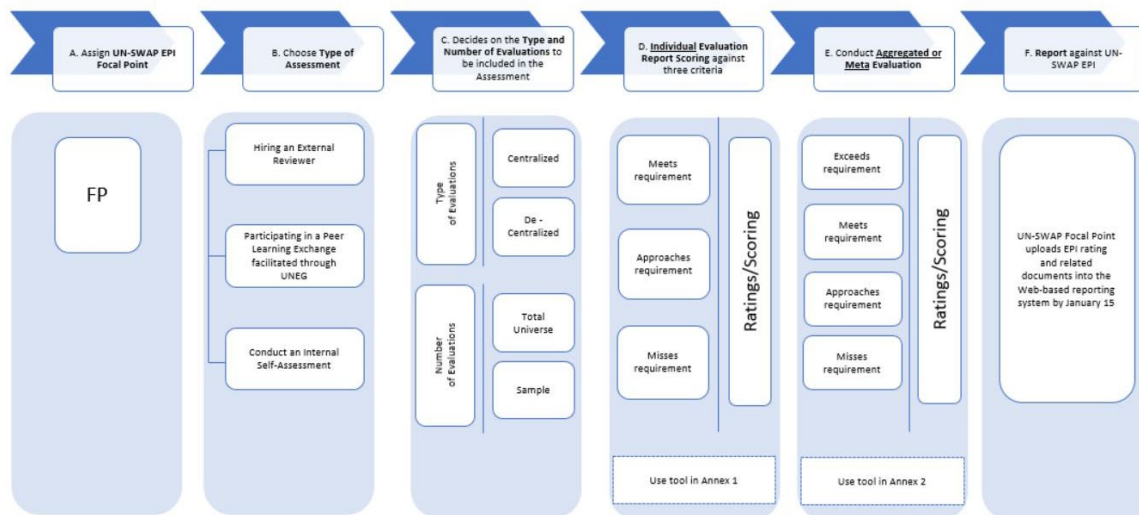 A. Assign UN-SWAP EPI
Focal Point
B. Choose Type of
Assessment
C. Decides on the Type and
Number of Evaluations to
be included in the
Assessment
D. Individual Evaluation
Report Scoring against
three criteria
E. Conduct Aggregated or
Meta Evaluation
F. Report against UN-
SWAP EPI
FP
Hiring an External
Reviewer
Participating in a Peer
Learning Exchange
facilitated through
UNEG
Conduct an Internal
Self-Assessment
Type
of Evaluations
Centralized
De -
Centralized
Number
of Evaluations
Total
Universe
Sample
Meets
requirement
Approaches
requirement
Misses
requirement
Ratings/Scoring
Use tool in Annex 1
Exceeds
requirement
Meets
requirement
Approaches
requirement
Misses
requirement
Ratings/Scoring
Use tool in Annex 2
UN-SWAP Focal Point
uploads EPI rating
and related
documents into the
Web-based reporting
system by January 15